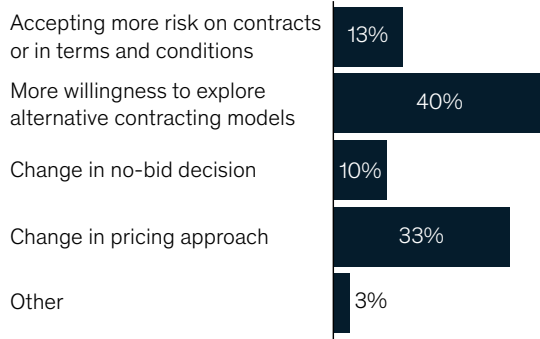 Accepting more risk on contracts
or in terms and conditions
13%
More willingness to explore
alternative contracting models
40%
Change in no-bid decision
10%
Change in pricing approach
33%
Other
3%